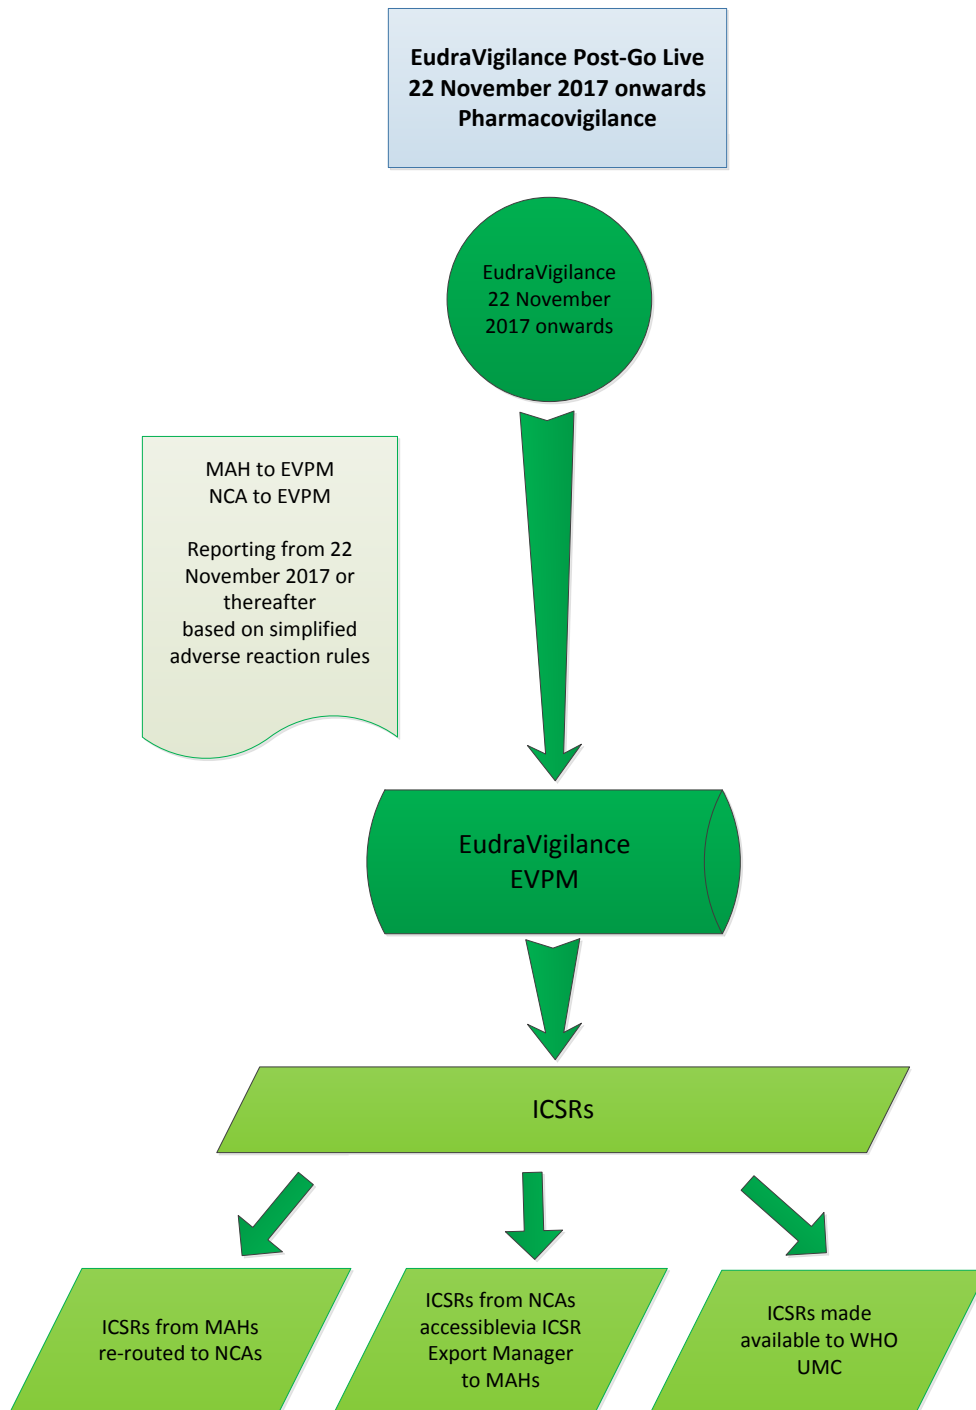 EudraVigilance Post-Go Live
22 November 2017 onwards
Pharmacovigilance
EudraVigilance
22 November
2017 onwards
MAH to EVPM
NCA to EVPM
Reporting from 22
November 2017 or
thereafter
based on simplified
adverse reaction rules
EudraVigilance
EVPM
ICSRs
ICSRs from MAHs
re-routed to NCAs
ICSRs from NCAs
accessiblevia ICSR
Export Manager
to MAHs
ICSRs made
available to WHO
UMC